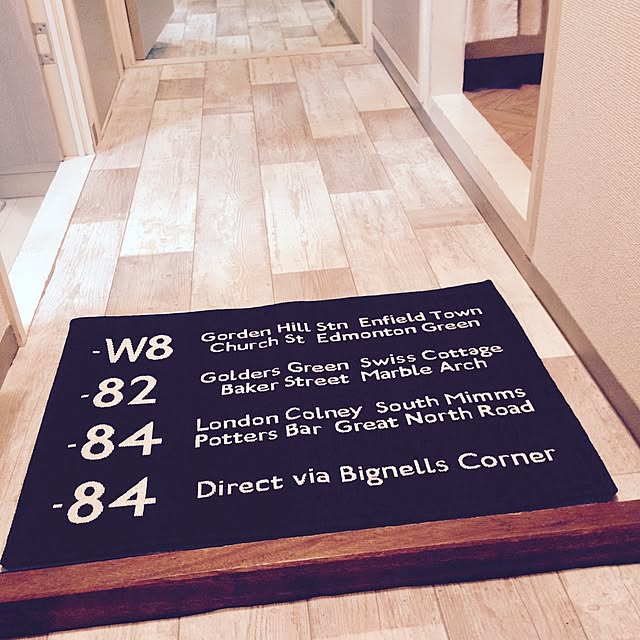 -W8 Gorden Hill Stn Enfield Town
Church St Edmonton Green
-82 Golders Green Swiss Cottage
Baker Street Marble Arch
-84 London Colney South Mimms
Potters Bar Great North Road
-84 Direct via Bignells Corner